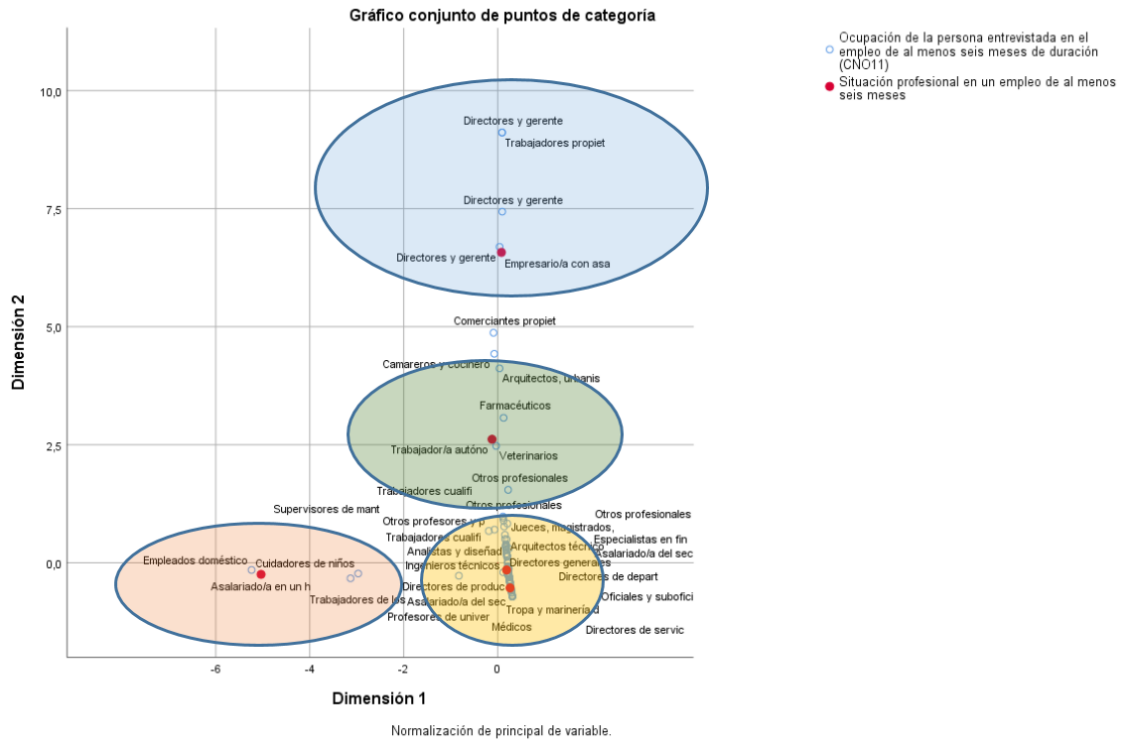 Gráfico conjunto de puntos de categoría
Ocupación de la persona entrevistada en el
empleo de al menos seis meses de duración
(CNO11)
Situación profesional en un empleo de al menos
seis meses
10,0
Directores y gerente
Trabajadores propiet
7,5
Directores y gerente
Directores y gerente
Empresario/a con asa
Dimensión 2
5,0
Comerciantes propiet
Camareros y cocinero
Arquitectos, urbanis
Farmacéuticos
2,5
Trabajador/a autóno
Veterinarios
Otros profesionales
Trabajadores cualifi
Otros profesionales
Supervisores de mant
Otros profesionales
Otros profesores y p
Jueces, magistrados,
Trabajadores cualifi
Especialistas en fin
Arquitectos técnico
Analistas y diseñad
Asalariado/a del sec
0,0
Empleados doméstico
Cuidadores de niños
Ingenieros técnicos
Directores generales
Directores de depart
Asalariado/a en un h
Directores de produc
Trabajadores de los
Asalariado/a del sec
Oficiales y subofici
Tropa y marinería d
Profesores de univer
Médicos
Directores de servic
-6
-4
-2
0
Dimensión 1
Normalización de principal de variable.